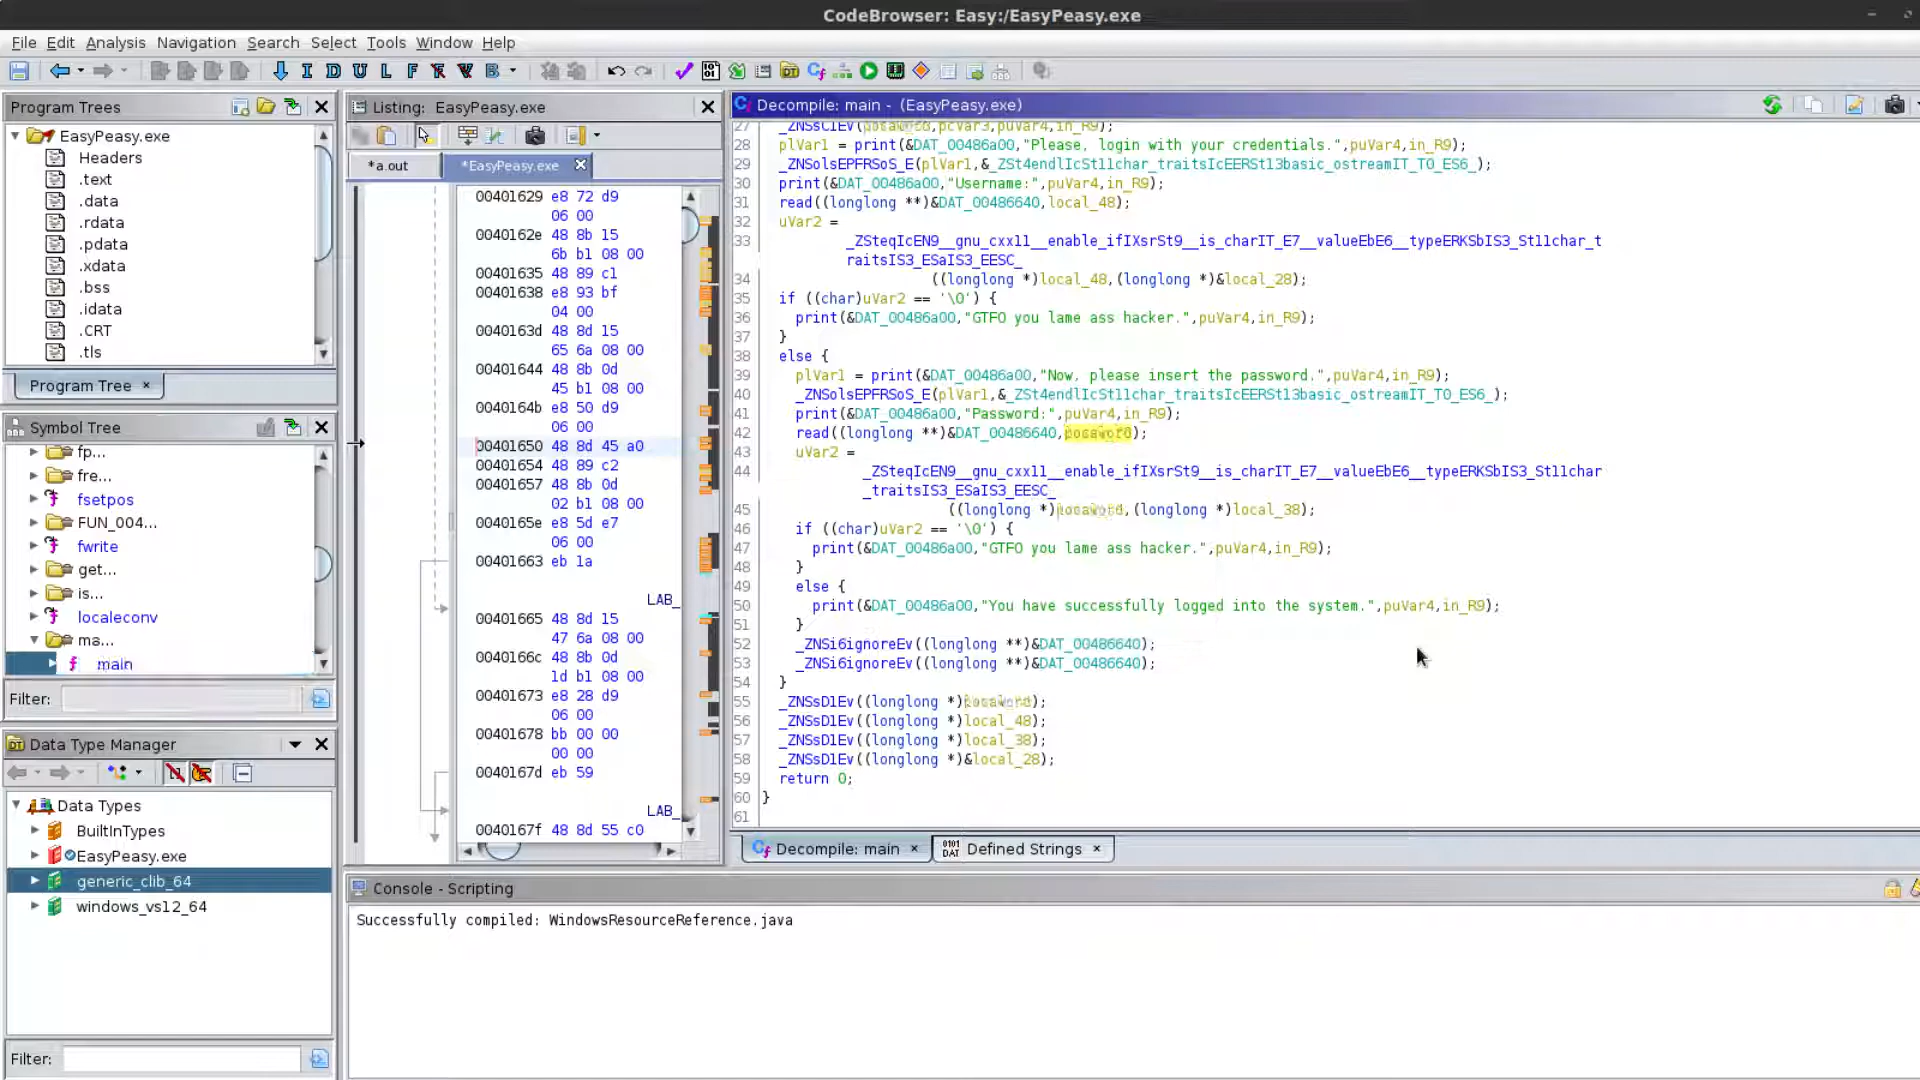 CodeBrowser: Easy:/EasyPeasy.exe
File Edit Analysis Navigation Search Select Tools Window Help
Program Trees
EasyPeasy.exe
Headers
.text
.data
.rdata
.pdata
.xdata
.bss
.idata
.CRT
.tls
Program Tree ×
Symbol Tree
fp...
fre...
fsetpos
FUN_004...
fwrite
get...
is...
localeconv
ma...
main
Filter:
Data Type Manager
Data Types
BuiltInTypes
EasyPeasy.exe
generic_clib_64
windows_vs12_64
Filter:
Listing: EasyPeasy.exe
*a.out *EasyPeasy.exe
00401629 e8 72 d9
06 00
0040162e 48 8b 15
6b b1 08 00
00401635 48 89 c1
00401638 e8 93 bf
04 00
0040163d 48 8d 15
65 6a 08 00
00401644 48 8b 0d
45 b1 08 00
0040164b e8 50 d9
06 00
00401650 48 8d 45 a0
00401654 48 89 c2
00401657 48 8b 0d
02 b1 08 00
0040165e e8 5d e7
06 00
00401663 eb 1a
LAB_
00401665 48 8d 15
47 6a 08 00
0040166c 48 8b 0d
1d b1 08 00
00401673 e8 28 d9
06 00
00401678 bb 00 00
00 00
0040167d eb 59
LAB_
0040167f 48 8d 55 c0
Decompile: main - (EasyPeasy.exe)
27 _ZNSsC1Ev(,pcVar3,puVar4,in_R9);
28 plVar1 = print(&DAT_00486a00,"Please, login with your credentials.",puVar4,in_R9);
29 _ZNSolsEPFRSoS_E(plVar1,&_ZSt4endlIcSt11char_traitsIcEERSt13basic_ostreamIT_T0_ES6_);
30 print(&DAT_00486a00,"Username:",puVar4,in_R9);
31 read((longlong **)&DAT_00486640,local_48);
32 uVar2 =
33 _ZSteqIcEN9__gnu_cxx11__enable_ifIXsrSt9__is_charIT_E7__valueEbE6__typeERKSbIS3_St11char_t
raitsIS3_ESaIS3_EESC_
34 ((longlong *)local_48,(longlong *)&local_28);
35 if ((char)uVar2 == '\0') {
36 print(&DAT_00486a00,"GTFO you lame ass hacker.",puVar4,in_R9);
37 }
38 else {
39 plVar1 = print(&DAT_00486a00,"Now, please insert the password.",puVar4,in_R9);
40 _ZNSolsEPFRSoS_E(plVar1,&_ZSt4endlIcSt11char_traitsIcEERSt13basic_ostreamIT_T0_ES6_);
41 print(&DAT_00486a00,"Password:",puVar4,in_R9);
42 read((longlong **)&DAT_00486640,);
43 uVar2 =
44 _ZSteqIcEN9__gnu_cxx11__enable_ifIXsrSt9__is_charIT_E7__valueEbE6__typeERKSbIS3_St11char
_traitsIS3_ESaIS3_EESC_
45 ((longlong *),(longlong *)local_38);
46 if ((char)uVar2 == '\0') {
47 print(&DAT_00486a00,"GTFO you lame ass hacker.",puVar4,in_R9);
48 }
49 else {
50 print(&DAT_00486a00,"You have successfully logged into the system.",puVar4,in_R9);
51 }
52 _ZNSi6ignoreEv((longlong **)&DAT_00486640);
53 _ZNSi6ignoreEv((longlong **)&DAT_00486640);
54 }
55 _ZNSsD1Ev((longlong *));
56 _ZNSsD1Ev((longlong *)local_48);
57 _ZNSsD1Ev((longlong *)local_38);
58 _ZNSsD1Ev((longlong *)&local_28);
59 return 0;
60 }
61
Decompile: main × Defined Strings ×
Console - Scripting
Successfully compiled: WindowsResourceReference.java